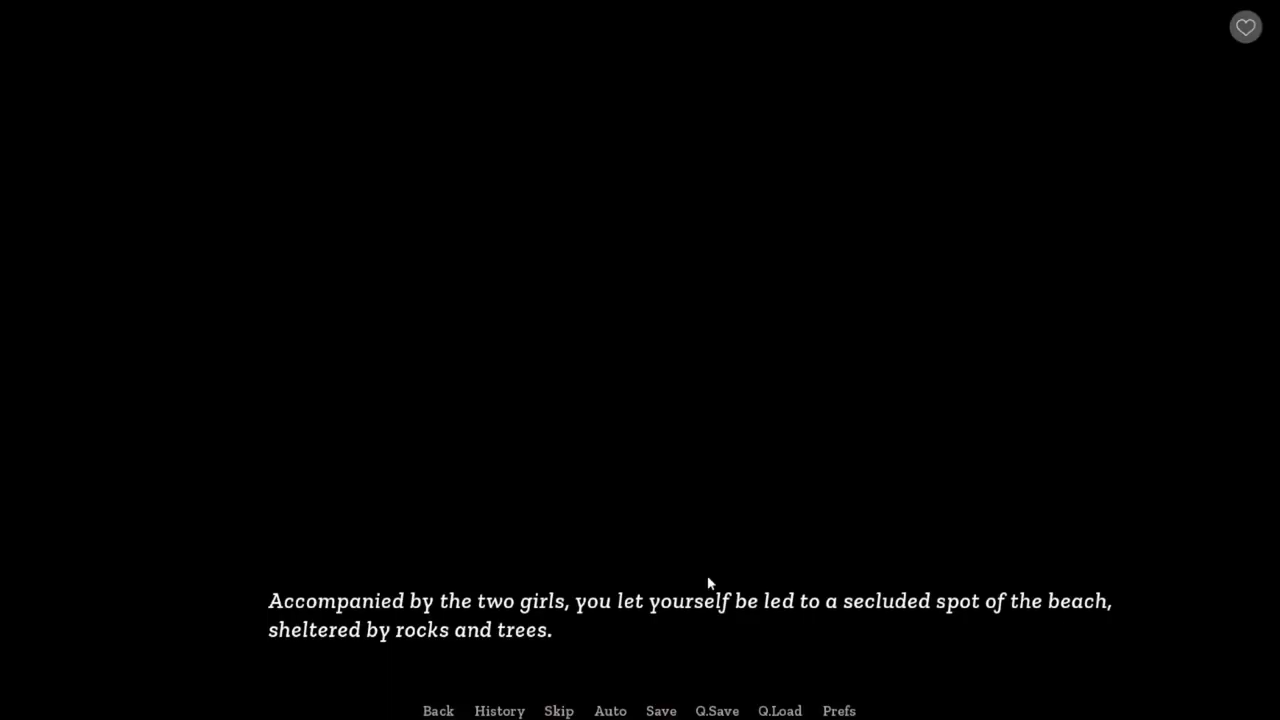 Accompanied by the two girls, you let yourself be led to a secluded spot of the beach,
sheltered by rocks and trees.
Back History Skip Auto Save Q.Save Q.Load Prefs